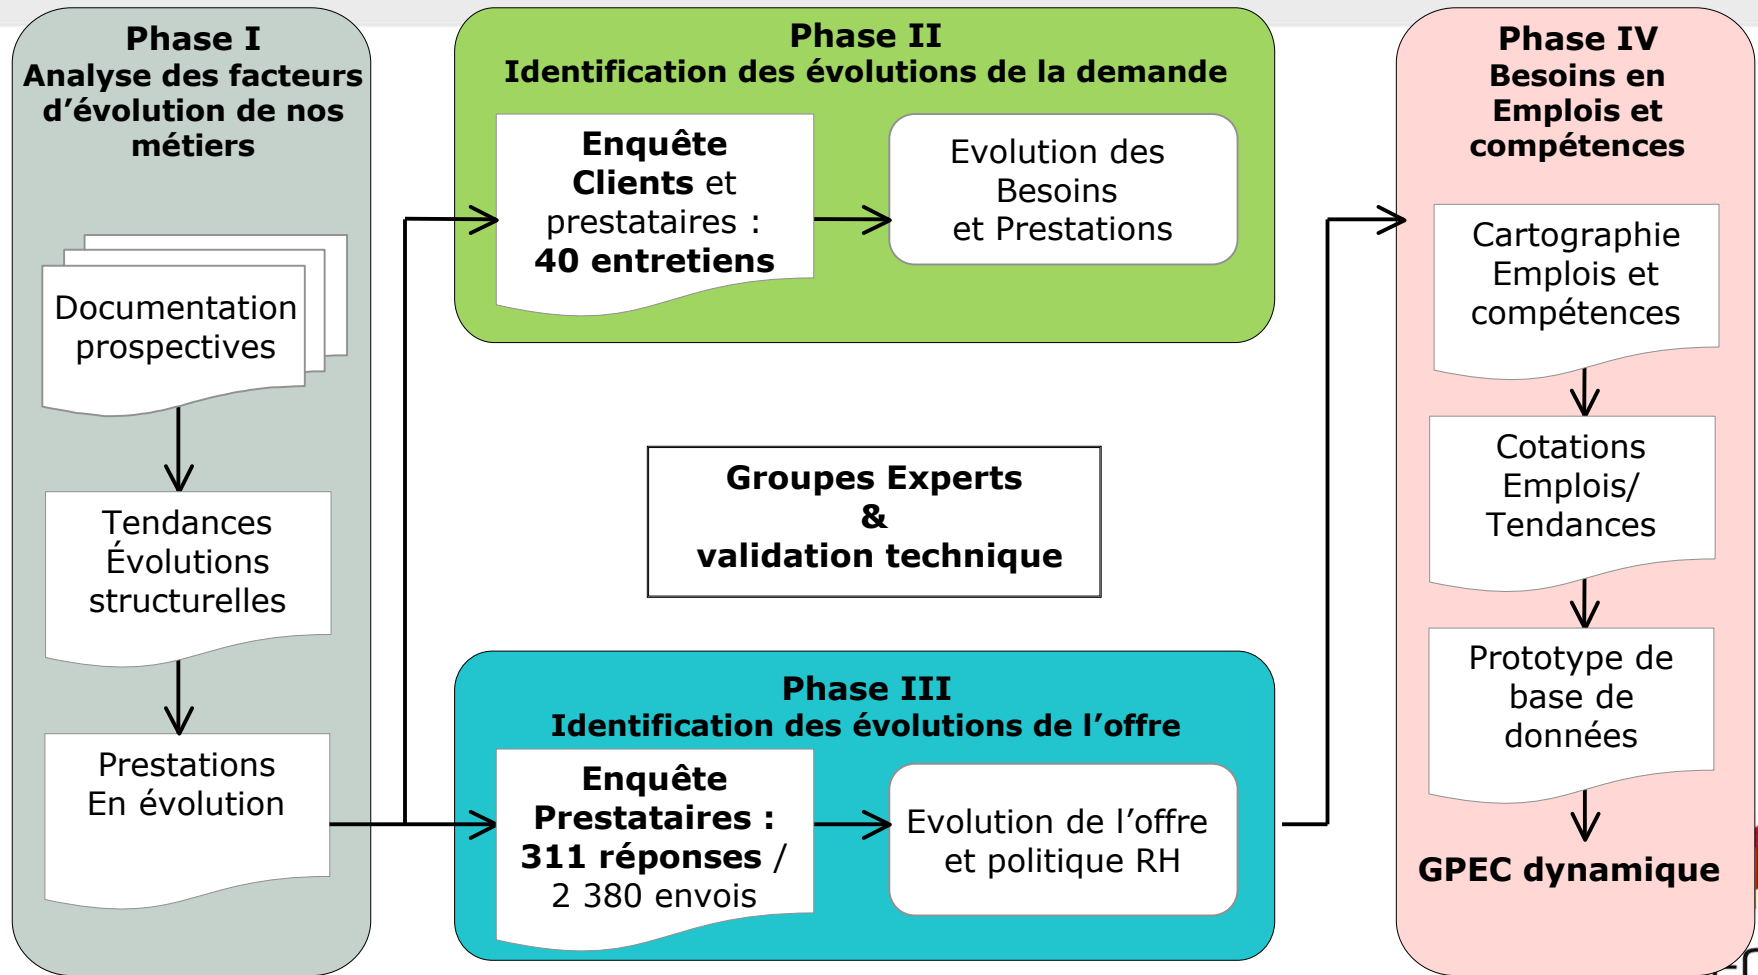 Phase I
Analyse des facteurs
d’évolution de nos
métiers
Documentation
prospectives
Tendances
Évolutions
structurelles
Prestations
En évolution
Phase II
Identification des évolutions de la demande
Enquête
Clients et
prestataires :
40 entretiens
Evolution des
Besoins
et Prestations
Groupes Experts
&
validation technique
Phase III
Identification des évolutions de l’offre
Enquête
Prestataires :
311 réponses /
2 380 envois
Evolution de l’offre
et politique RH
Phase IV
Besoins en
Emplois et
compétences
Cartographie
Emplois et
compétences
Cotations
Emplois/
Tendances
Prototype de
base de
données
GPEC dynamique